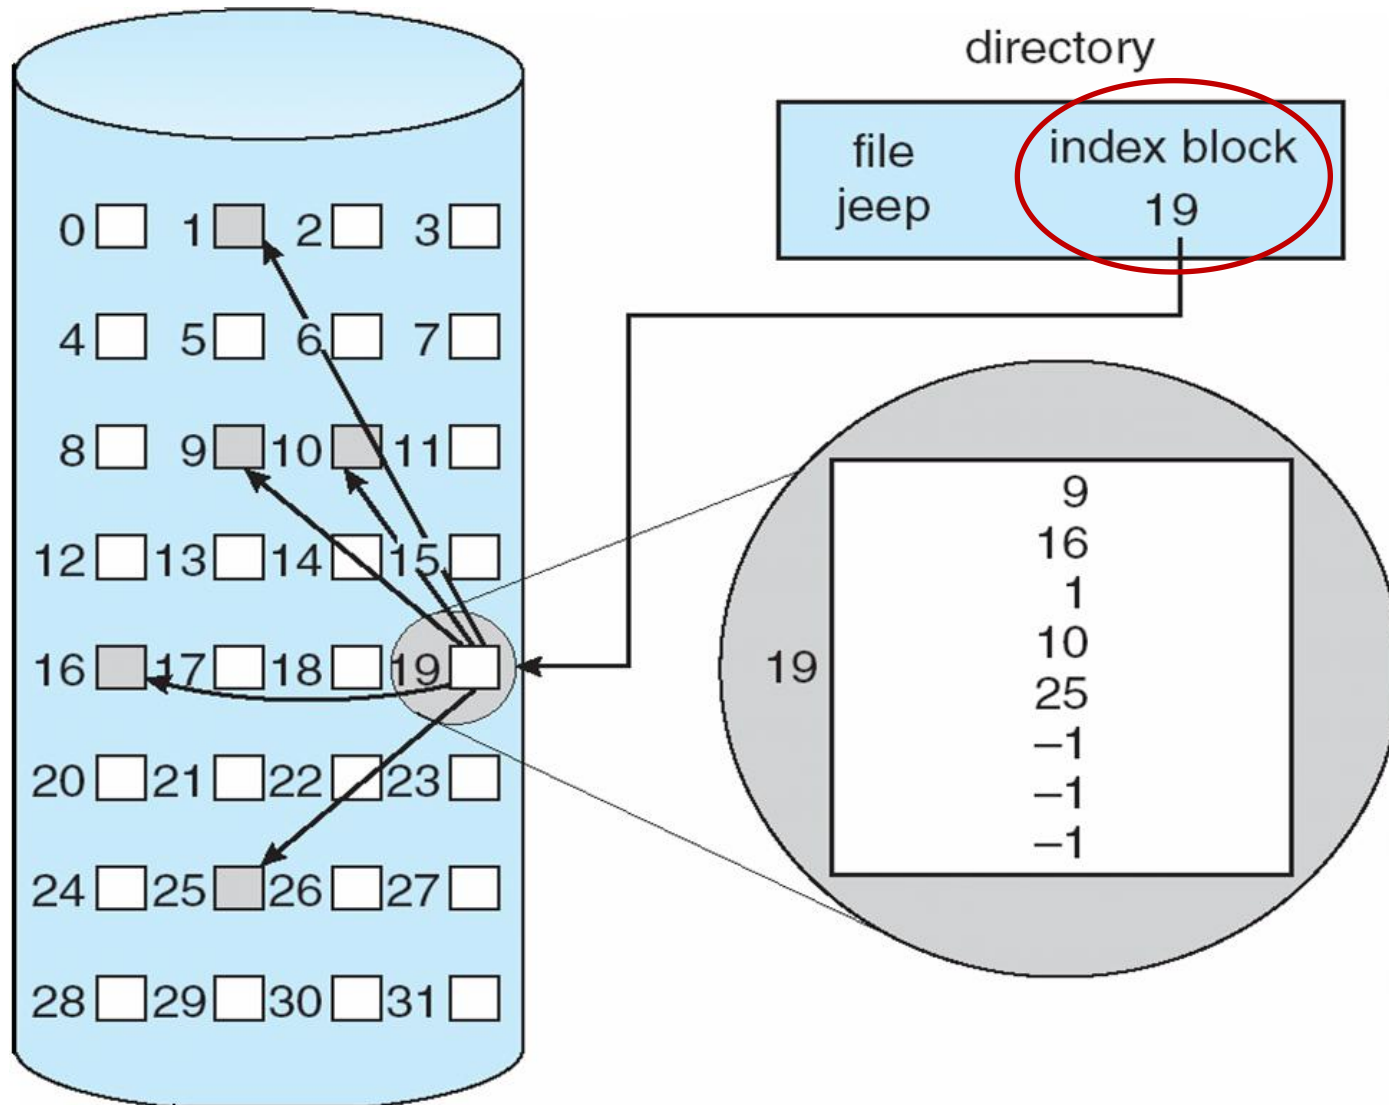 directory
file index block
jeep 19
0 1 2 3
4 5 6 7
8 9 10 11
12 13 14 15
16 17 18 19
20 21 22 23
24 25 26 27
28 29 30 31
19
9
16
1
10
25
–1
–1
–1